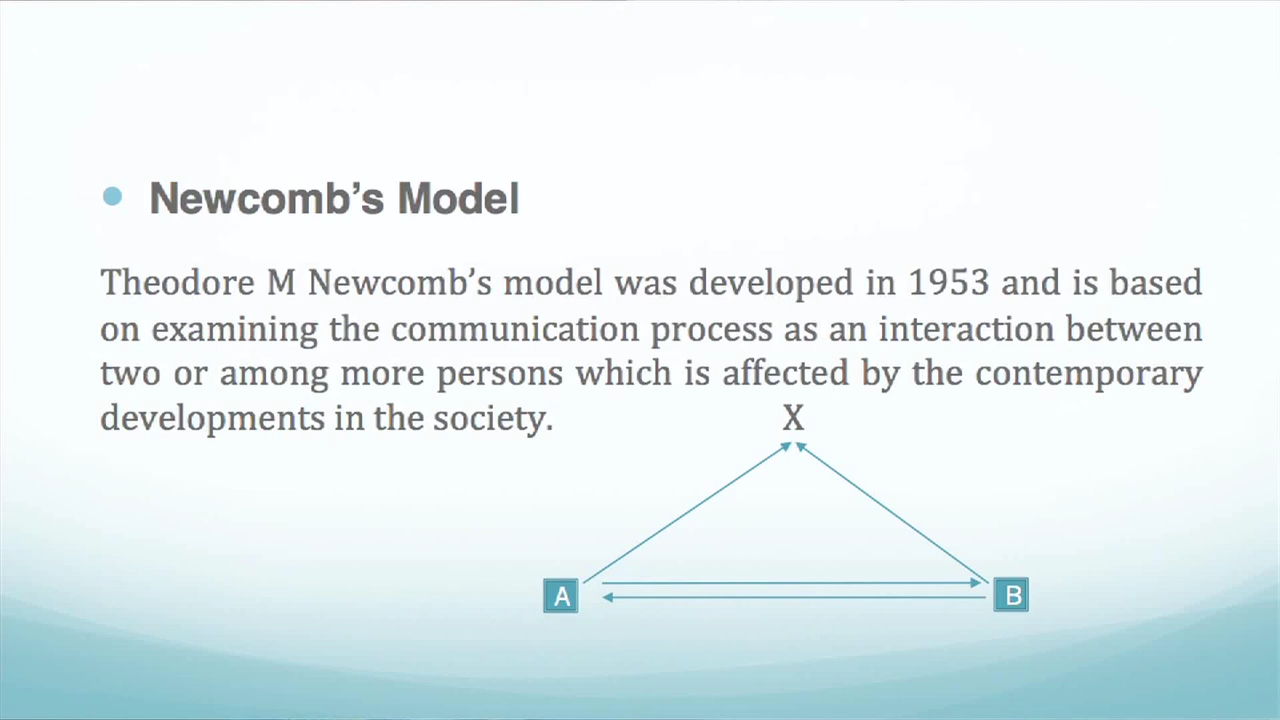 Newcomb’s Model
Theodore M Newcomb’s model was developed in 1953 and is based
on examining the communication process as an interaction between
two or among more persons which is affected by the contemporary
developments in the society.
X
A
B